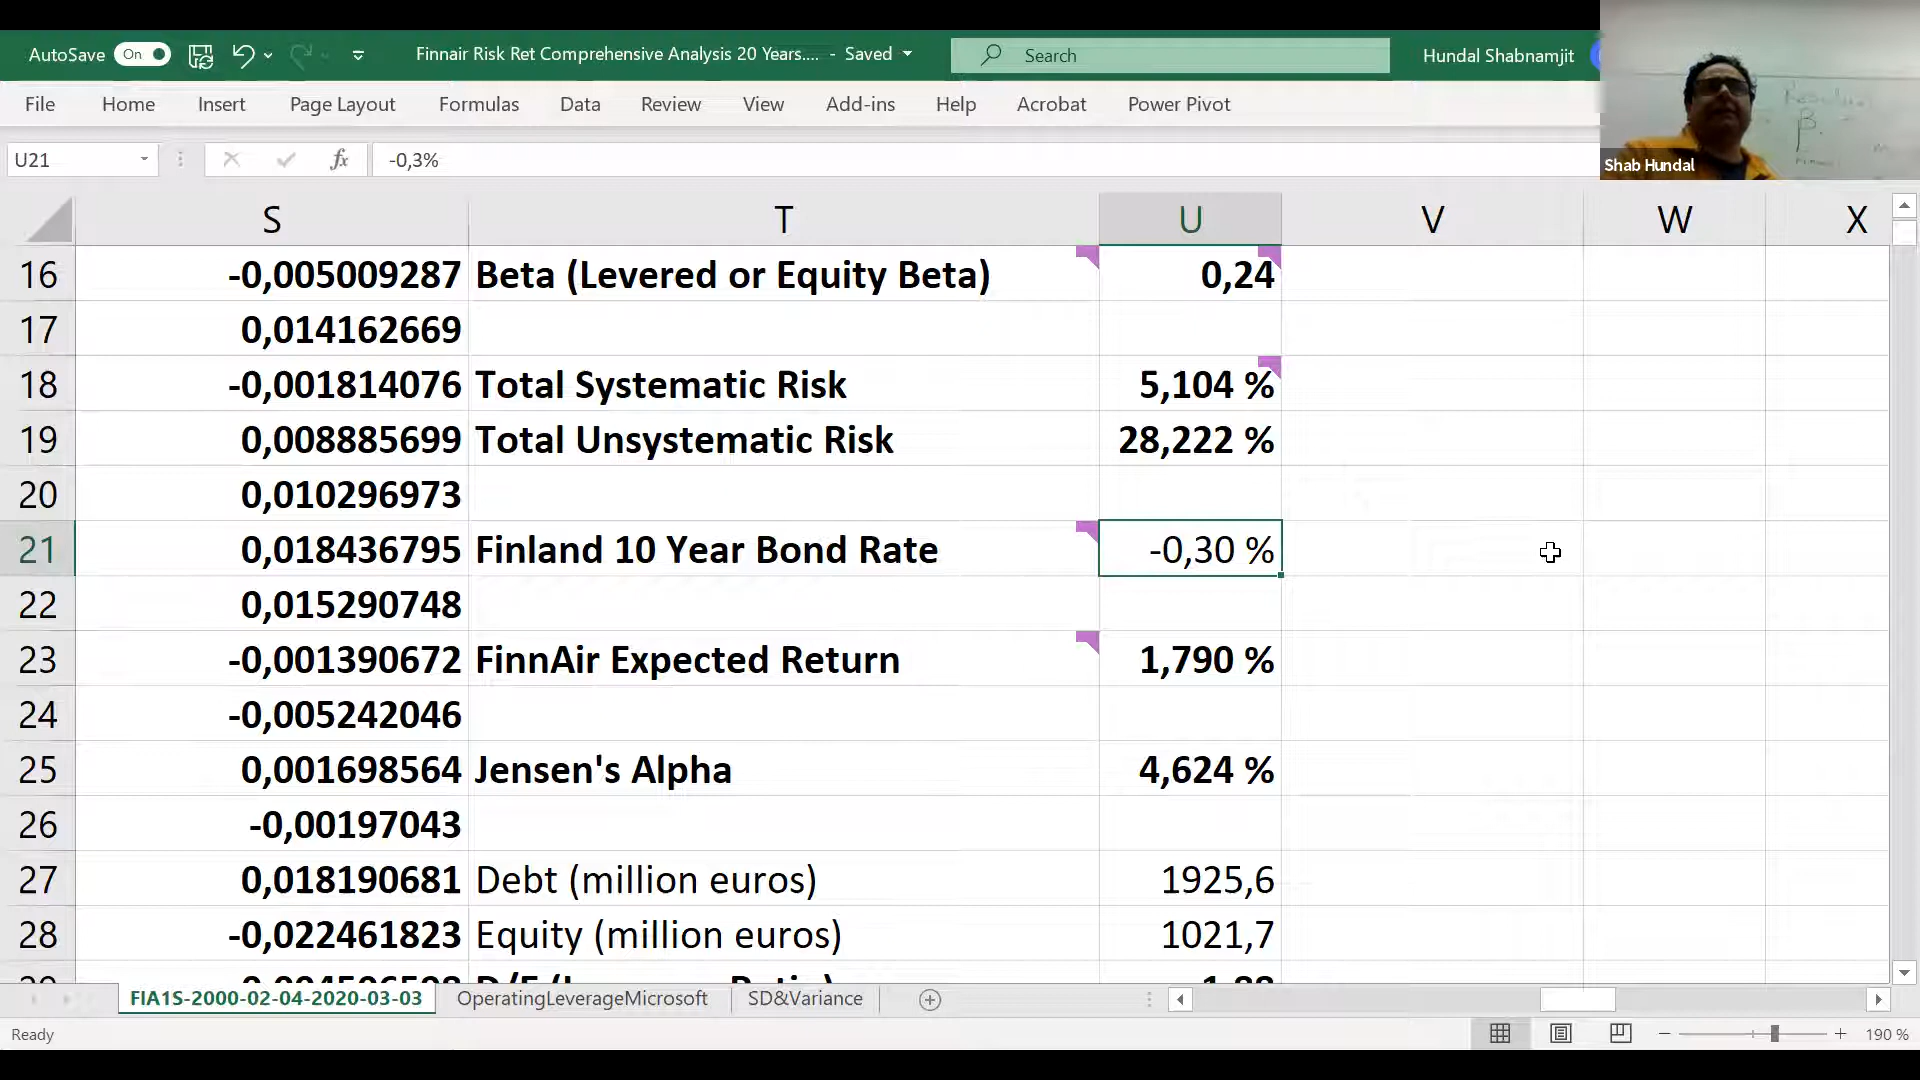 AutoSave On Finnair Risk Ret Comprehensive Analysis 20 Years.... - Saved Search Hundal Shabnamjit
File Home Insert Page Layout Formulas Data Review View Add-ins Help Acrobat Power Pivot
Shab Hundal
U21 fx -0,3%
S T U V W X
16 -0,005009287 Beta (Levered or Equity Beta) 0,24
17 0,014162669
18 -0,001814076 Total Systematic Risk 5,104 %
19 0,008885699 Total Unsystematic Risk 28,222 %
20 0,010296973
21 0,018436795 Finland 10 Year Bond Rate -0,30 %
22 0,015290748
23 -0,001390672 FinnAir Expected Return 1,790 %
24 -0,005242046
25 0,001698564 Jensen's Alpha 4,624 %
26 -0,00197043
27 0,018190681 Debt (million euros) 1925,6
28 -0,022461823 Equity (million euros) 1021,7
FIA1S-2000-02-04-2020-03-03 OperatingLeverageMicrosoft SD&Variance
Ready 190 %